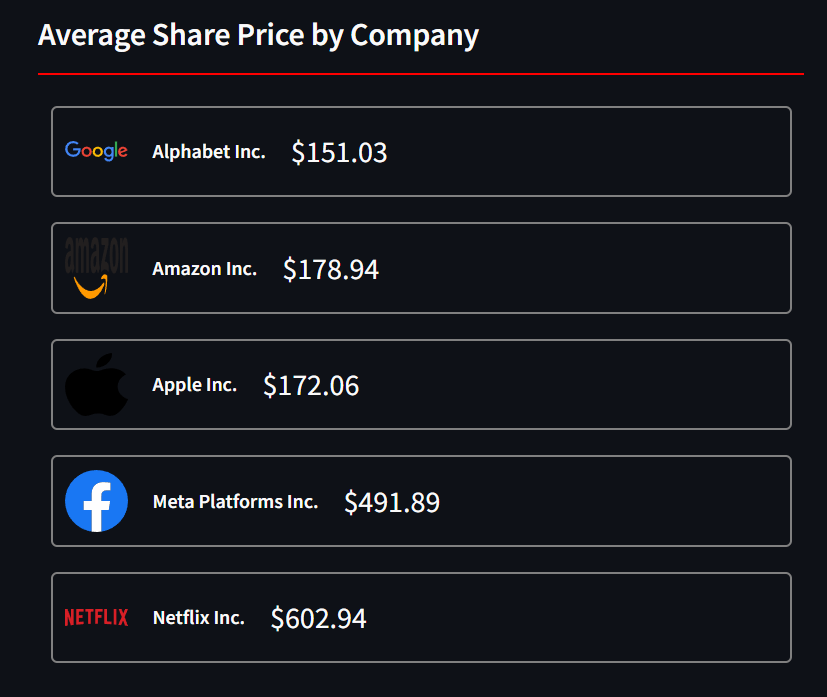 Average Share Price by Company
Google Alphabet Inc. $151.03
amazon Amazon Inc. $178.94
Apple Inc. $172.06
Meta Platforms Inc. $491.89
NETFLIX Netflix Inc. $602.94